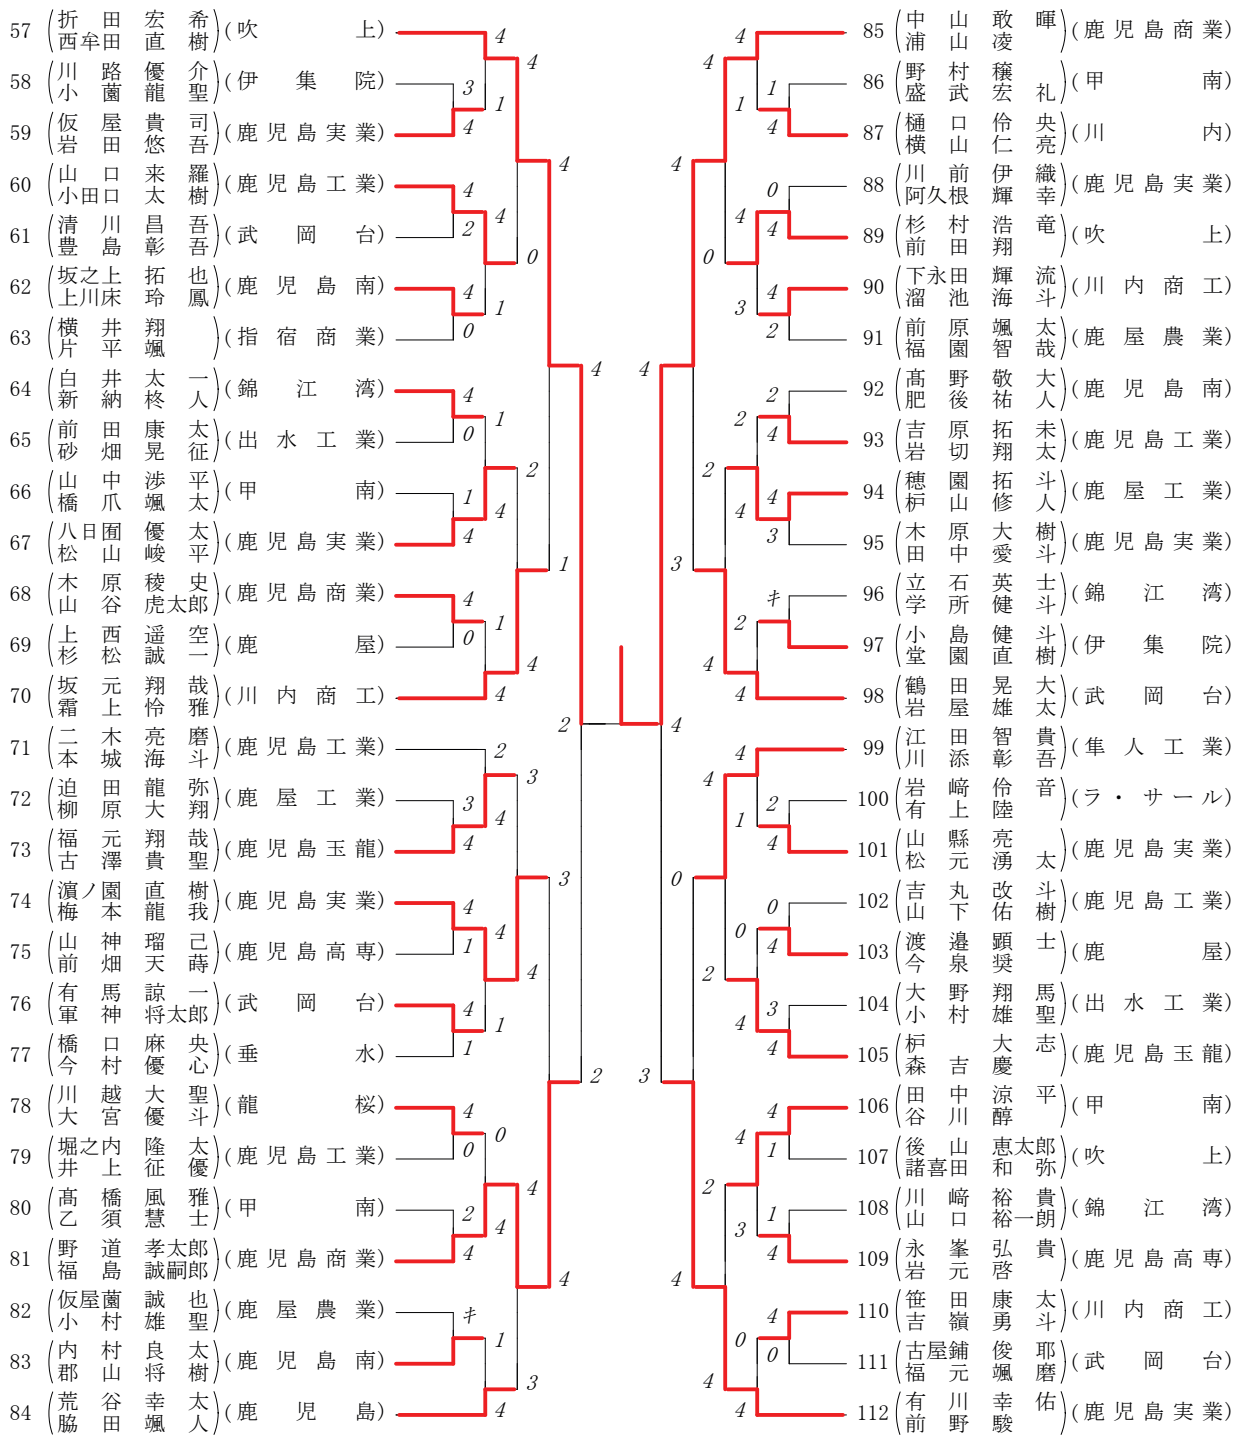 57 (折田宏希 西牟田直樹)(吹上)
58 (川路優介 小薗龍聖)(伊集院)
59 (仮屋貴司 岩田悠吾)(鹿児島実業)
60 (山口来羅 小田口太樹)(鹿児島工業)
61 (清川昌吾 豊島彰吾)(武岡台)
62 (坂之上拓也 上川床玲鳳)(鹿児島南)
63 (横井翔 片平颯)(指宿商業)
64 (白井太一 新納柊人)(錦江湾)
65 (前田康太 砂畑晃征)(出水工業)
66 (山中渉平 橋爪颯太)(甲南)
67 (八日囿優太 松山峻平)(鹿児島実業)
68 (木原稜史 山谷虎太郎)(鹿児島商業)
69 (上西遥空 杉松誠一)(鹿屋)
70 (坂元翔哉 霜上怜雅)(川内商工)
71 (二木亮磨 本城海斗)(鹿児島工業)
72 (迫田龍弥 柳原大翔)(鹿屋工業)
73 (福元翔哉 古澤貴聖)(鹿児島玉龍)
74 (濵ノ園直樹 梅本龍我)(鹿児島実業)
75 (山神瑠己 前畑天蒔)(鹿児島高専)
76 (有馬諒一 軍神将太郎)(武岡台)
77 (橋口麻央 今村優心)(垂水)
78 (川越大聖 大宮優斗)(龍桜)
79 (堀之内隆太 井上征優)(鹿児島工業)
80 (髙橋風雅 乙須慧士)(甲南)
81 (野道孝太郎 福島誠嗣郎)(鹿児島商業)
82 (仮屋薗誠也 小村雄聖)(鹿屋農業)
83 (内村良太 郡山将樹)(鹿児島南)
84 (荒谷幸太 脇田颯人)(鹿児島)
85 (中山敢暉 浦山凌)(鹿児島商業)
86 (野村穣 盛武宏礼)(甲南)
87 (樋口伶央 横山仁亮)(川内)
88 (川前伊織 阿久根輝幸)(鹿児島実業)
89 (杉村浩竜 前田翔)(吹上)
90 (下永田輝流 溜池海斗)(川内商工)
91 (前原颯太 福園智哉)(鹿屋農業)
92 (髙野敬大 肥後祐人)(鹿児島南)
93 (吉原拓未 岩切翔太)(鹿児島工業)
94 (穂園拓斗 枦山修人)(鹿屋工業)
95 (木原大樹 田中愛斗)(鹿児島実業)
96 (立石英士 学所健斗)(錦江湾)
97 (小島健斗 堂園直樹)(伊集院)
98 (鶴田晃大 岩屋雄太)(武岡台)
99 (江田智貴 川添彰吾)(隼人工業)
100 (岩﨑伶音 有上陸)(ラ・サール)
101 (山縣亮 松元湧太)(鹿児島実業)
102 (吉丸改斗 山下佑樹)(鹿児島工業)
103 (渡邉顕士 今泉奨)(鹿屋)
104 (大野翔馬 小村雄聖)(出水工業)
105 (枦大志 森吉慶)(鹿児島玉龍)
106 (田中涼平 谷川醇)(甲南)
107 (後山恵太郎 諸喜田和弥)(吹上)
108 (川﨑裕貴 山口裕一朗)(錦江湾)
109 (永峯弘貴 岩元啓)(鹿児島高専)
110 (笹田康太 吉嶺勇斗)(川内商工)
111 (古屋鋪俊耶 福元颯磨)(武岡台)
112 (有川幸佑 前野駿)(鹿児島実業)